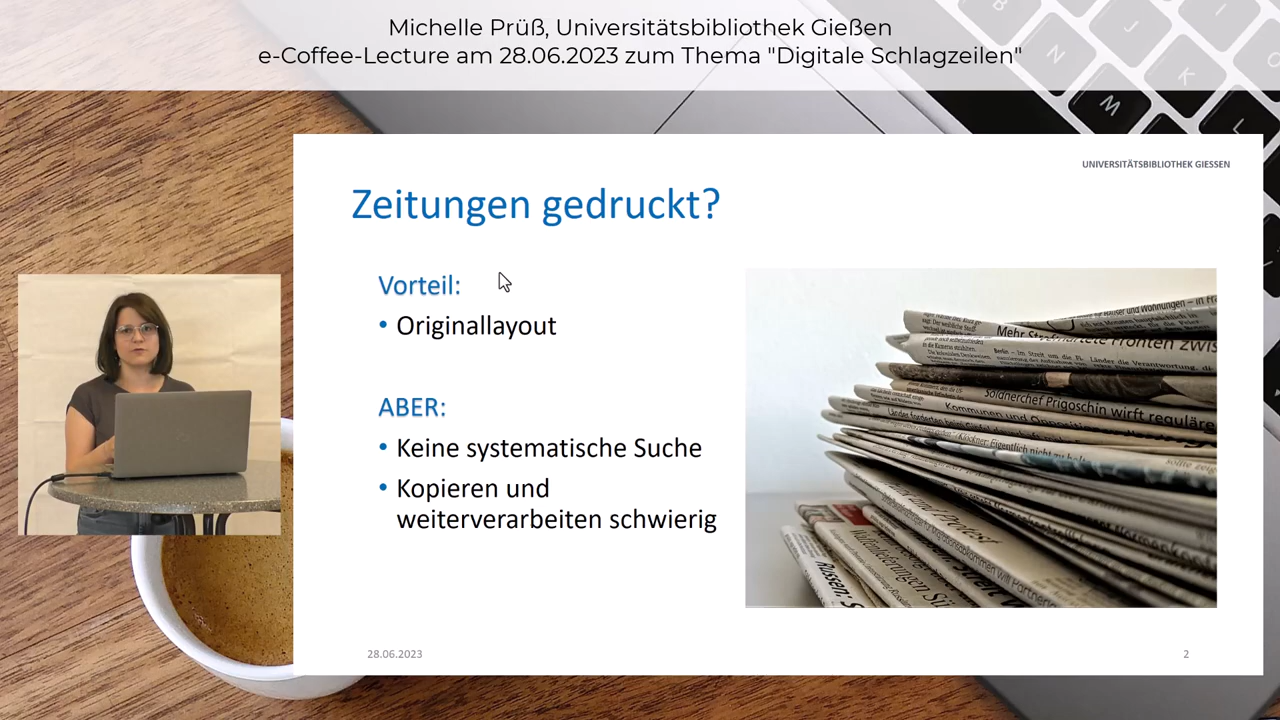 Michelle Prüß, Universitätsbibliothek Gießen
e-Coffee-Lecture am 28.06.2023 zum Thema "Digitale Schlagzeilen"
UNIVERSITÄTSBIBLIOTHEK GIESSEN
Zeitungen gedruckt?
Vorteil:
• Originallayout
ABER:
• Keine systematische Suche
• Kopieren und
weiterverarbeiten schwierig
Mehr
Söldnerchef Prigoschin wirft reguläre
Kommunen und
28.06.2023
2
B
J
N
K
M
L